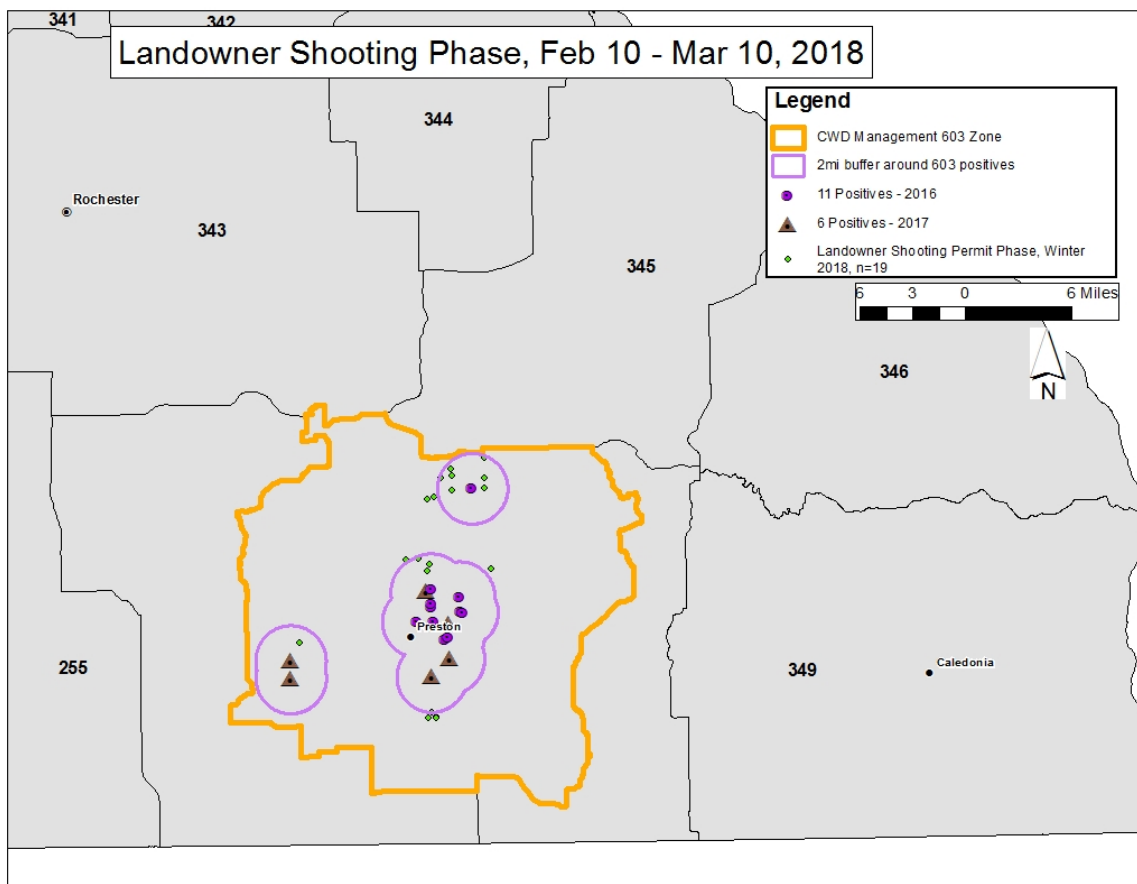 341
342
Landowner Shooting Phase, Feb 10 - Mar 10, 2018
Legend
CWD Management 603 Zone
2mi buffer around 603 positives
11 Positives - 2016
6 Positives - 2017
Landowner Shooting Permit Phase, Winter
2018, n=19
344
Rochester
343
345
6 3 0 6 Miles
346
N
Preston
255
349
Caledonia